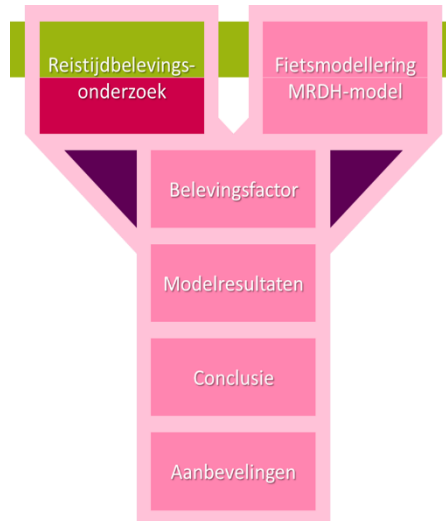 Reistijdbelevings-
onderzoek
Fietsmodellering
MRDH-model
Belevingsfactor
Modelresultaten
Conclusie
Aanbevelingen